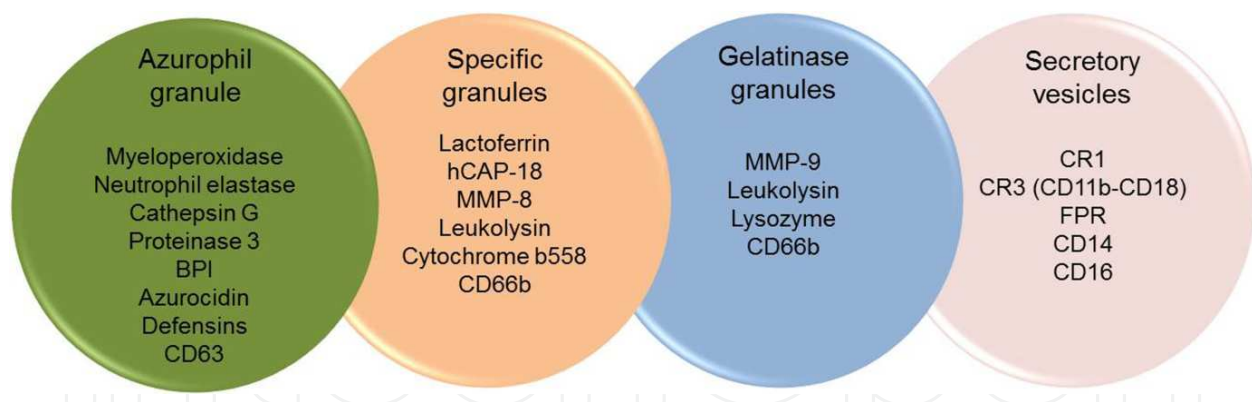 Azurophil
granule
Myeloperoxidase
Neutrophil elastase
Cathepsin G
Proteinase 3
BPI
Azurocidin
Defensins
CD63
Specific
granules
Lactoferrin
hCAP-18
MMP-8
Leukolysin
Cytochrome b558
CD66b
Gelatinase
granules
MMP-9
Leukolysin
Lysozyme
CD66b
Secretory
vesicles
CR1
CR3 (CD11b-CD18)
FPR
CD14
CD16